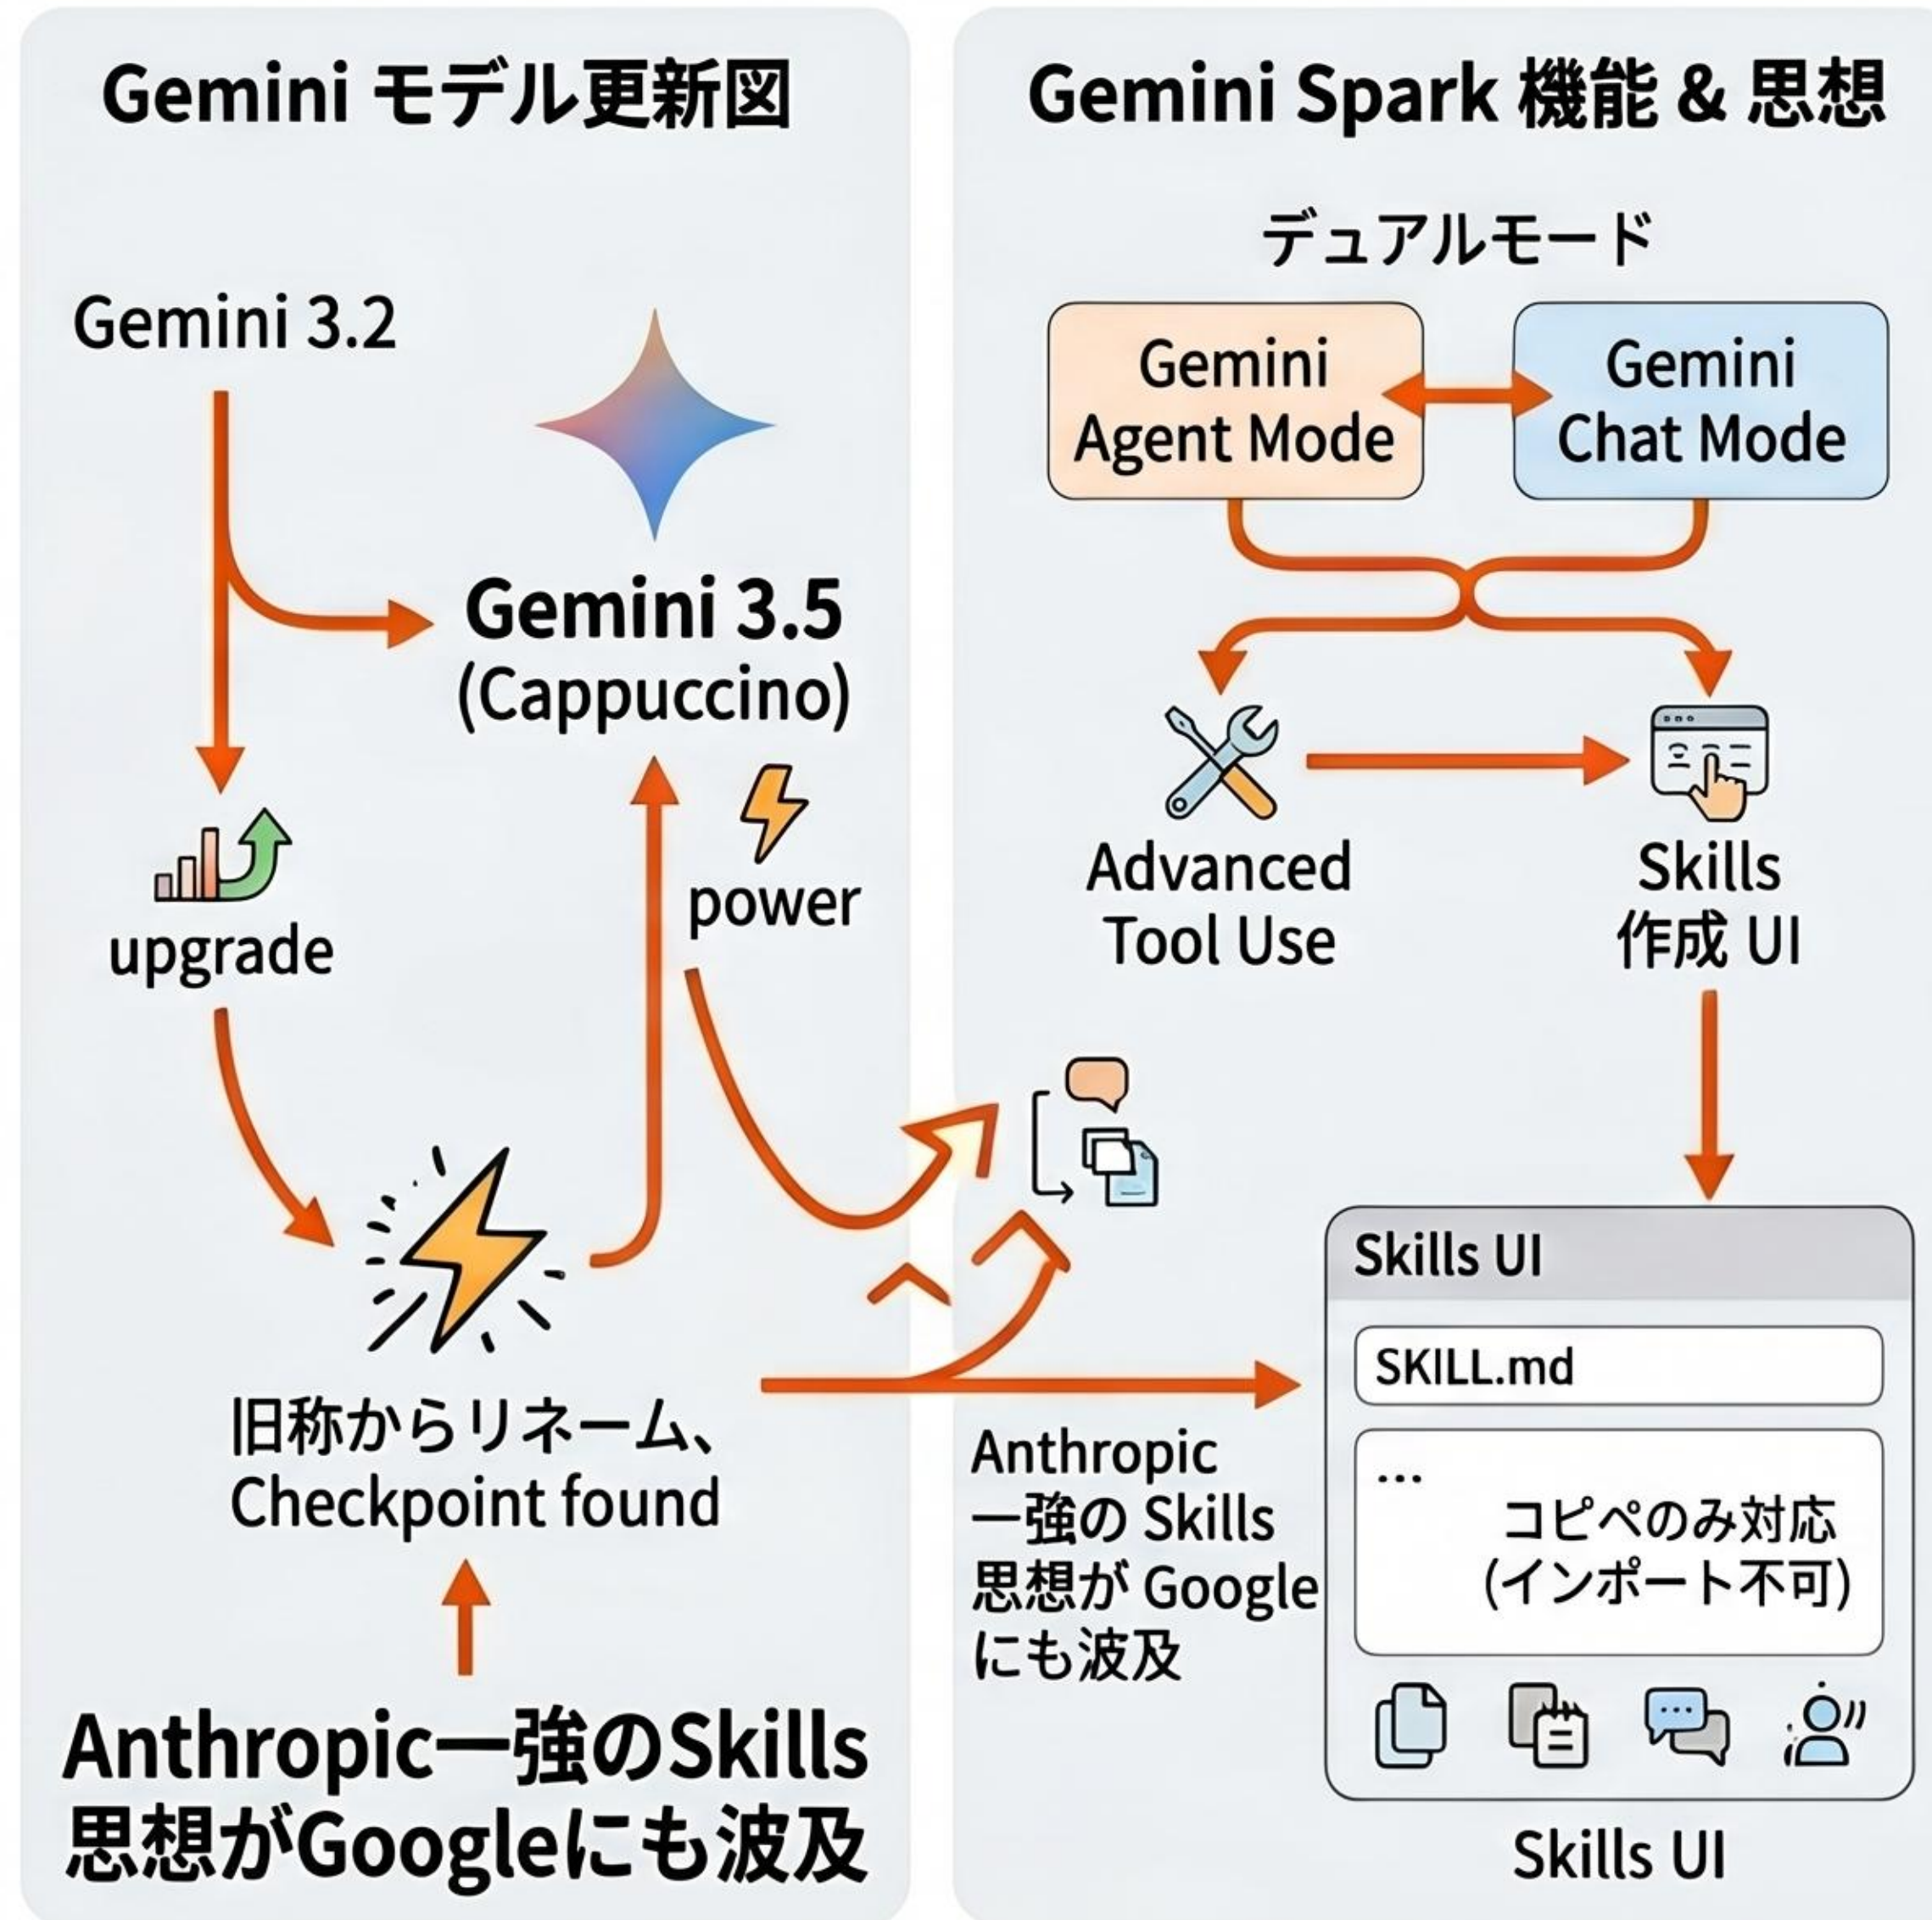 Gemini モデル更新図
Gemini 3.2
Gemini 3.5
(Cappuccino)
power
upgrade
旧称からリネーム、
Checkpoint found
Anthropic一強のSkills
思想がGoogleにも波及
Gemini Spark 機能 & 思想
デュアルモード
Gemini
Agent Mode
Gemini
Chat Mode
Advanced
Tool Use
Skills
作成 UI
Anthropic
一強の Skills
思想が Google
にも波及
Skills UI
SKILL.md
...
コピペのみ対応
(インポート不可)
Skills UI